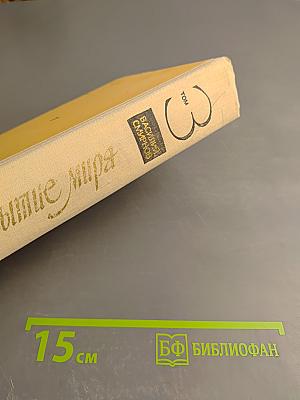 3
ТОМ
ВАСИЛИЙ
СМИРНОВ
ытие мира
15 см
БФ БИБЛИОФАН